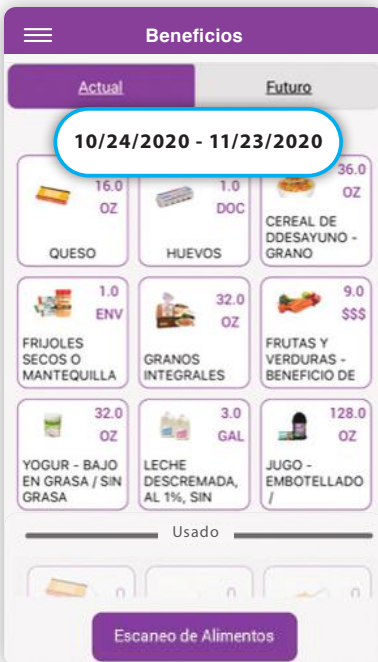 Beneficios
Actual
Futuro
10/24/2020 - 11/23/2020
16.0
OZ
QUESO
1.0
DOC
HUEVOS
36.0
OZ
CEREAL DE
DDESAYUNO -
GRANO
1.0
ENV
FRIJOLES
SECOS O
MANTEQUILLA
32.0
OZ
GRANOS
INTEGRALES
9.0
$$$
FRUTAS Y
VERDURAS -
BENEFICIO DE
32.0
OZ
YOGUR - BAJO
EN GRASA / SIN
GRASA
3.0
GAL
LECHE
DESCREMADA,
AL 1%, SIN
128.0
OZ
JUGO -
EMBOTELLADO
/
Usado
0
0
0
Escaneo de Alimentos